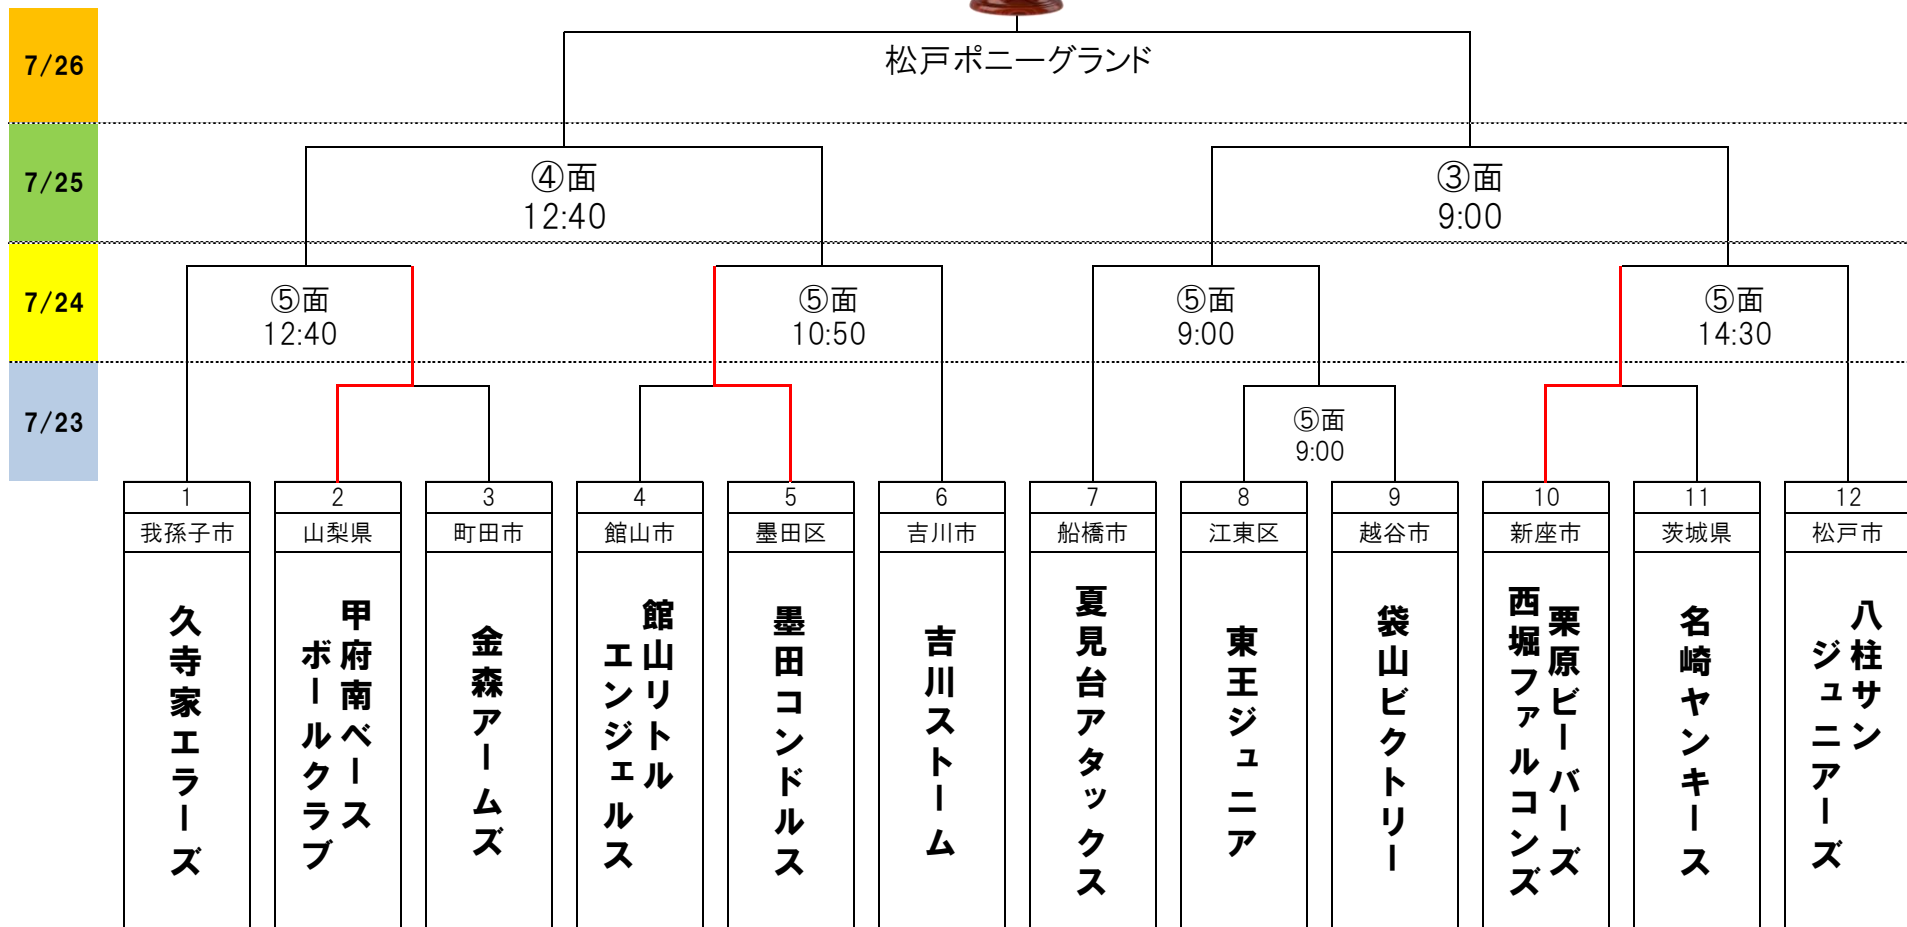 7/26
松戸ポニーグランド
7/25
④面
12:40
③面
9:00
7/24
⑤面
12:40
⑤面
10:50
⑤面
9:00
⑤面
14:30
7/23
⑤面
9:00
1
2
3
4
5
6
7
8
9
10
11
12
我孫子市
山梨県
町田市
館山市
墨田区
吉川市
船橋市
江東区
越谷市
新座市
茨城県
松戸市
久寺家エラーズ
甲府南ベース
ボールクラブ
金森アームズ
館山リトル
エンジェルス
墨田コンドルス
吉川ストーム
夏見台アタックス
東王ジュニア
袋山ビクトリー
栗原ビーバーズ
西堀ファルコンズ
名崎ヤンキース
八柱サン
ジュニアーズ